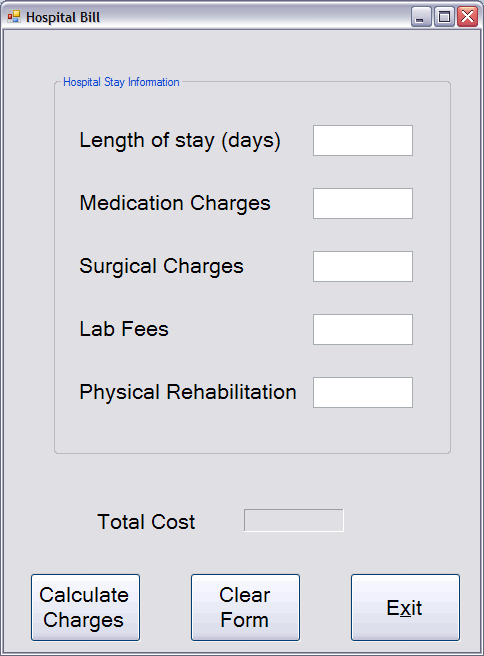 Hospital Bill
Hospital Stay Information
Length of stay (days)
Medication Charges
Surgical Charges
Lab Fees
Physical Rehabilitation
Total Cost
Calculate
Charges
Clear
Form
Exit